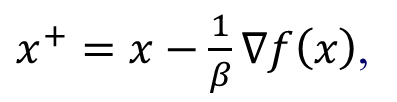 x⁺ = x − 1/β ∇f(x),